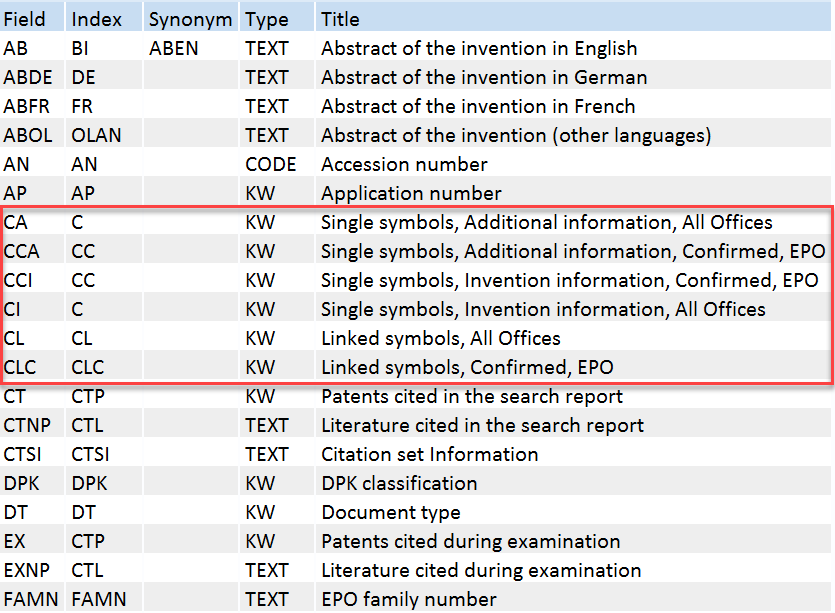 Field Index Synonym Type Title
AB BI ABEN TEXT Abstract of the invention in English
ABDE DE TEXT Abstract of the invention in German
ABFR FR TEXT Abstract of the invention in French
ABOL OLAN TEXT Abstract of the invention (other languages)
AN AN CODE Accession number
AP AP KW Application number
CA C KW Single symbols, Additional information, All Offices
CCA CC KW Single symbols, Additional information, Confirmed, EPO
CCI CC KW Single symbols, Invention information, Confirmed, EPO
CI C KW Single symbols, Invention information, All Offices
CL CL KW Linked symbols, All Offices
CLC CLC KW Linked symbols, Confirmed, EPO
CT CTP KW Patents cited in the search report
CTNP CTL TEXT Literature cited in the search report
CTSI CTSI TEXT Citation set Information
DPK DPK KW DPK classification
DT DT KW Document type
EX CTP KW Patents cited during examination
EXNP CTL TEXT Literature cited during examination
FAMN FAMN TEXT EPO family number